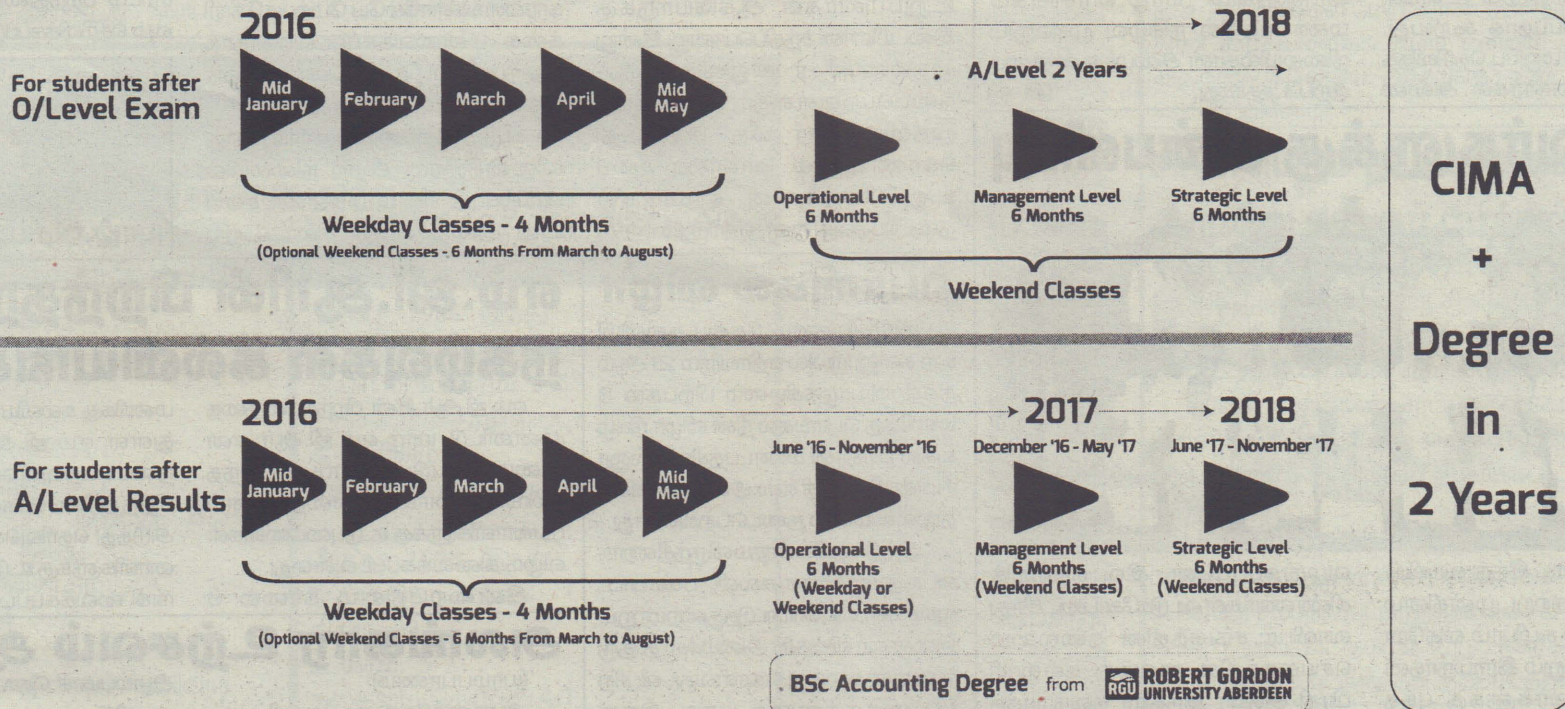 2016
2018
For students after
O/Level Exam
Mid
January
February
March
April
Mid
May
A/Level 2 Years
Operational Level
6 Months
Management Level
6 Months
Strategic Level
6 Months
Weekday Classes - 4 Months
(Optional Weekend Classes - 6 Months From March to August)
Weekend Classes
2016
2017
2018
For students after
A/Level Results
Mid
January
February
March
April
Mid
May
June '16 - November '16
December '16 - May '17
June '17 - November '17
Operational Level
6 Months
(Weekday or
Weekend Classes)
Management Level
6 Months
(Weekend Classes)
Strategic Level
6 Months
(Weekend Classes)
Weekday Classes - 4 Months
(Optional Weekend Classes - 6 Months From March to August)
BSc Accounting Degree from RGU ROBERT GORDON
UNIVERSITY ABERDEEN
CIMA
+
Degree
in
2 Years